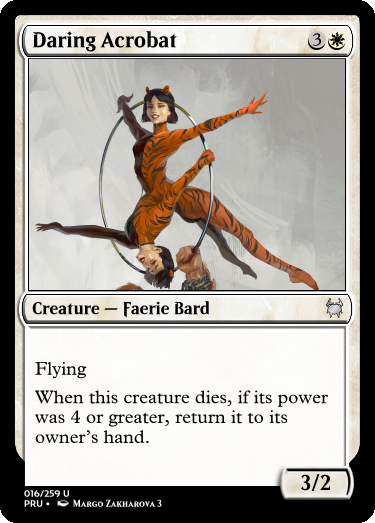 Daring Acrobat 3
Creature — Faerie Bard
Flying
When this creature dies, if its power
was 4 or greater, return it to its
owner's hand.
3/2
016/259 U
PRU • Margo Zakharova 3